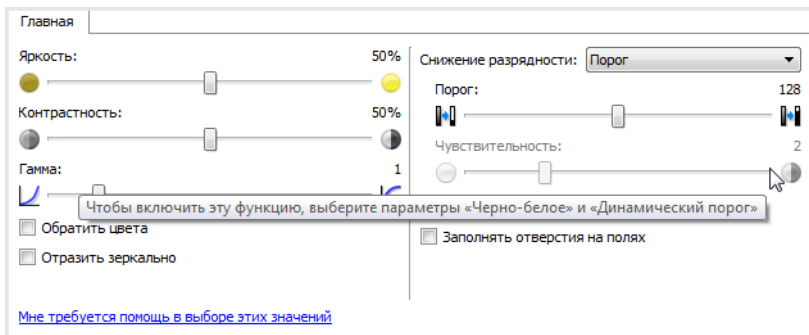 Главная
Яркость: 50%
Контрастность: 50%
Гамма: 1
Обратить цвета
Отразить зеркально
Мне требуется помощь в выборе этих значений
Снижение разрядности: Порог
Порог: 128
Чувствительность: 2
Чтобы включить эту функцию, выберите параметры «Черно-белое» и «Динамический порог»
Заполнять отверстия на полях